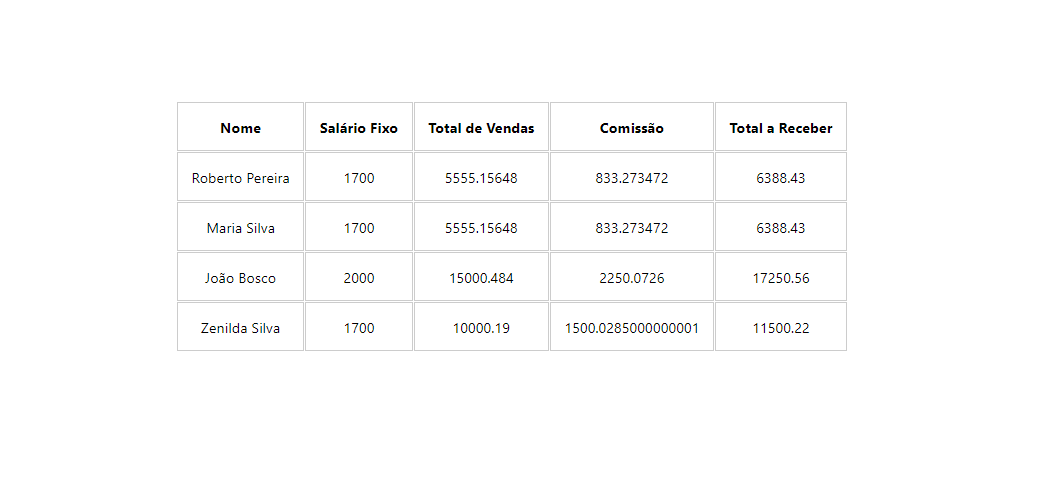 Nome Salário Fixo Total de Vendas Comissão Total a Receber
Roberto Pereira 1700 5555.15648 833.273472 6388.43
Maria Silva 1700 5555.15648 833.273472 6388.43
João Bosco 2000 15000.484 2250.0726 17250.56
Zenilda Silva 1700 10000.19 1500.0285000000001 11500.22